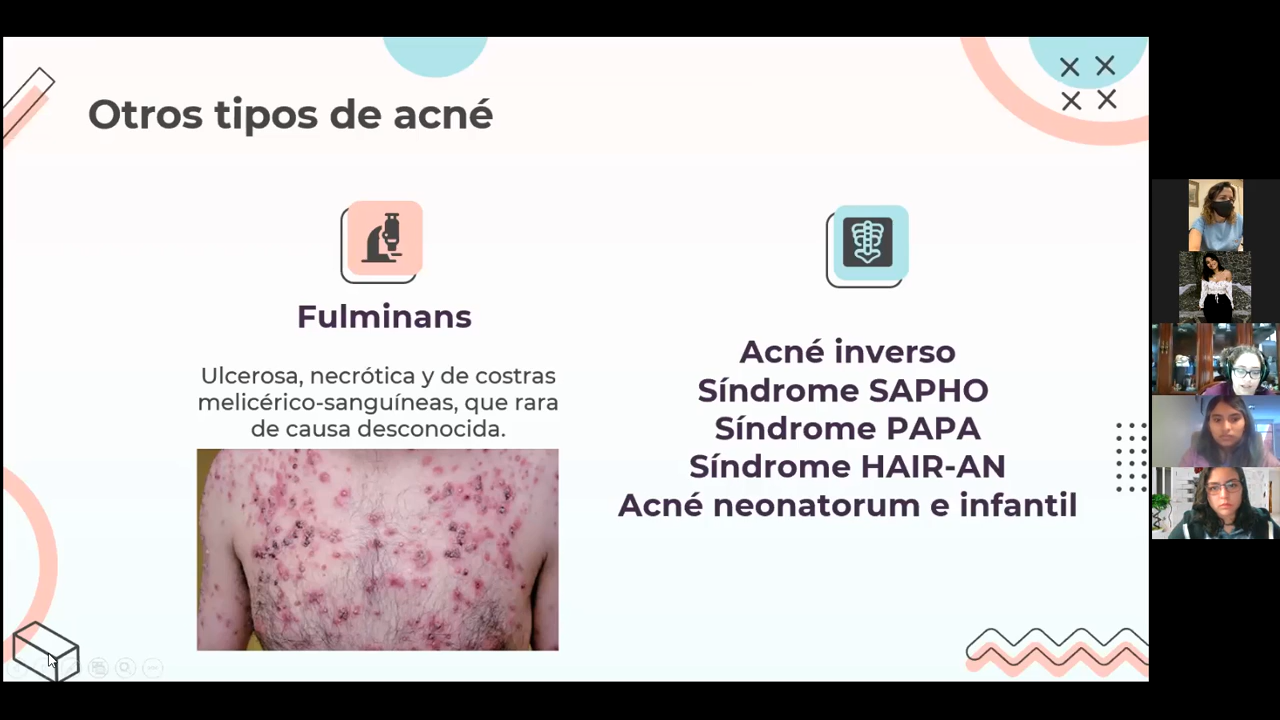 Otros tipos de acné
Fulminans
Ulcerosa, necrótica y de costras
melicérico-sanguíneas, que rara
de causa desconocida.
Acné inverso
Síndrome SAPHO
Síndrome PAPA
Síndrome HAIR-AN
Acné neonatorum e infantil